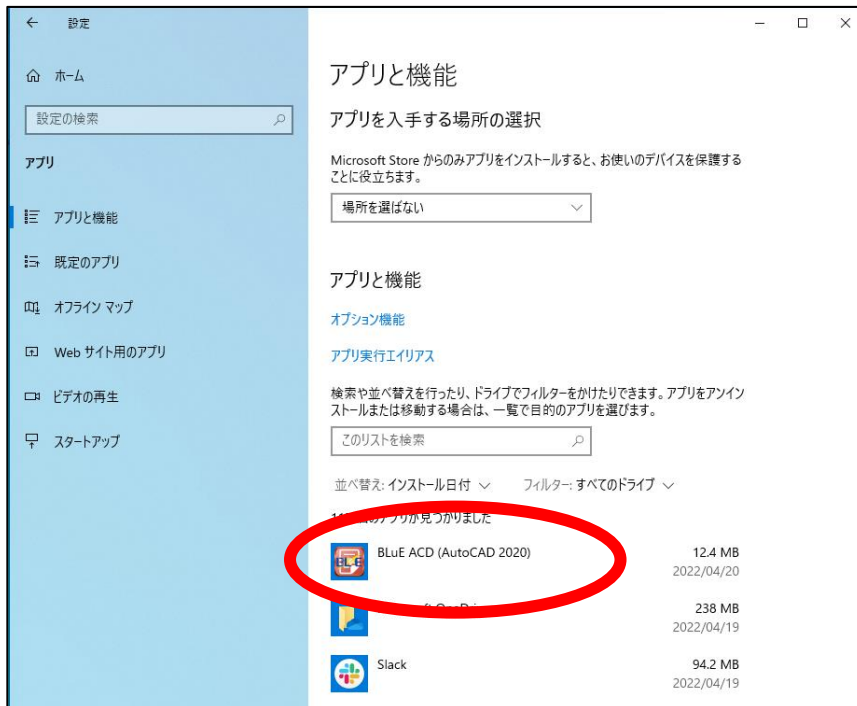 設定
ホーム
設定の検索
アプリ
アプリと機能
既定のアプリ
オフライン マップ
Web サイト用のアプリ
ビデオの再生
スタートアップ
アプリと機能
アプリを入手する場所の選択
Microsoft Store からのみアプリをインストールすると、お使いのデバイスを保護する
ことに役立ちます。
場所を選ばない
アプリと機能
オプション機能
アプリ実行エイリアス
検索や並べ替えを行ったり、ドライブでフィルターをかけたりできます。アプリをアンイン
ストールまたは移動する場合は、一覧で目的のアプリを選びます。
このリストを検索
並べ替え: インストール日付 フィルター: すべてのドライブ
アプリが見つかりました
BLuE
BLuE ACD (AutoCAD 2020) 12.4 MB
2022/04/20
238 MB
2022/04/19
Slack 94.2 MB
2022/04/19